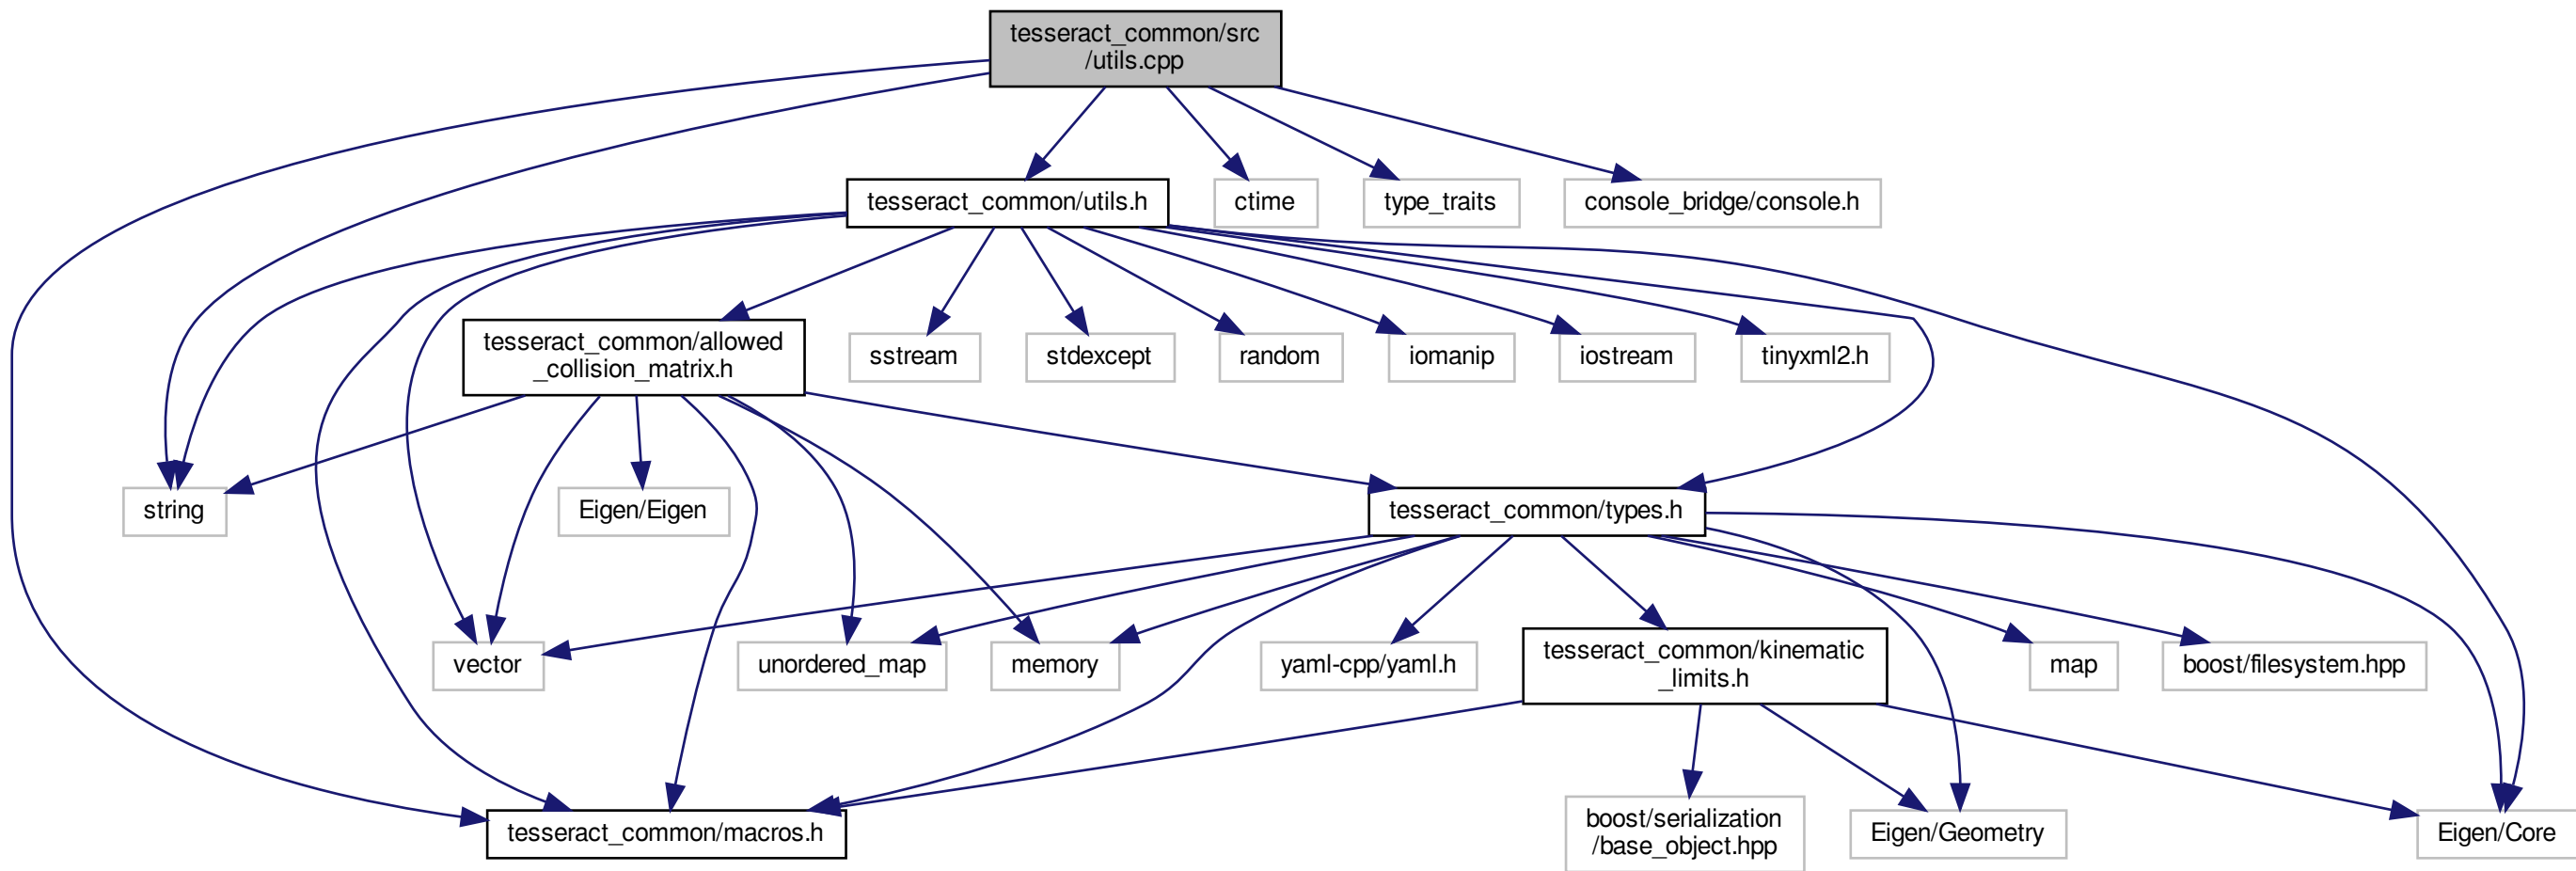 tesseract_common/src
/utils.cpp
tesseract_common/utils.h
ctime
type_traits
console_bridge/console.h
tesseract_common/allowed
_collision_matrix.h
sstream
stdexcept
random
iomanip
iostream
tinyxml2.h
string
Eigen/Eigen
tesseract_common/types.h
vector
unordered_map
memory
yaml-cpp/yaml.h
tesseract_common/kinematic
_limits.h
map
boost/filesystem.hpp
tesseract_common/macros.h
boost/serialization
/base_object.hpp
Eigen/Geometry
Eigen/Core